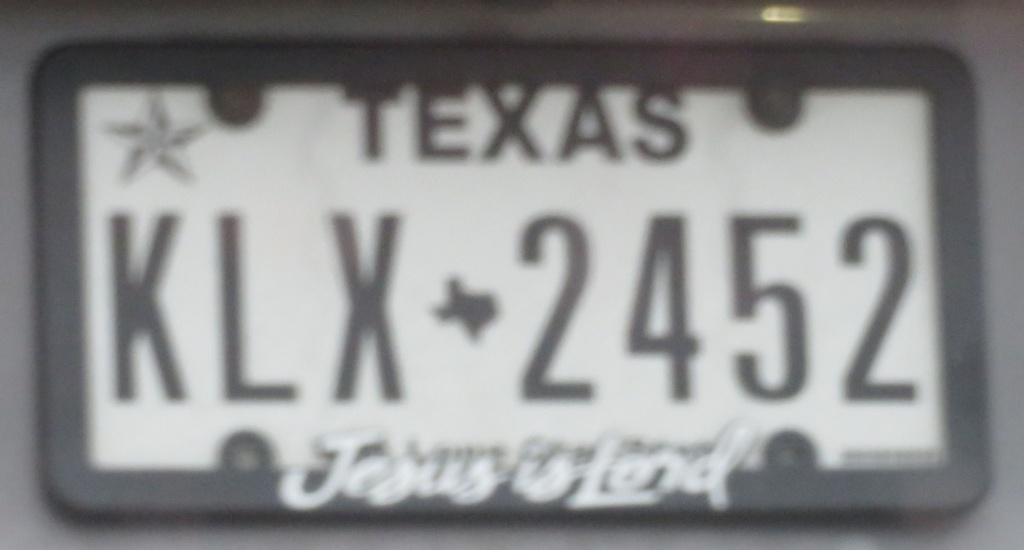 TEXAS
KLX 2452
Jesus is Lord